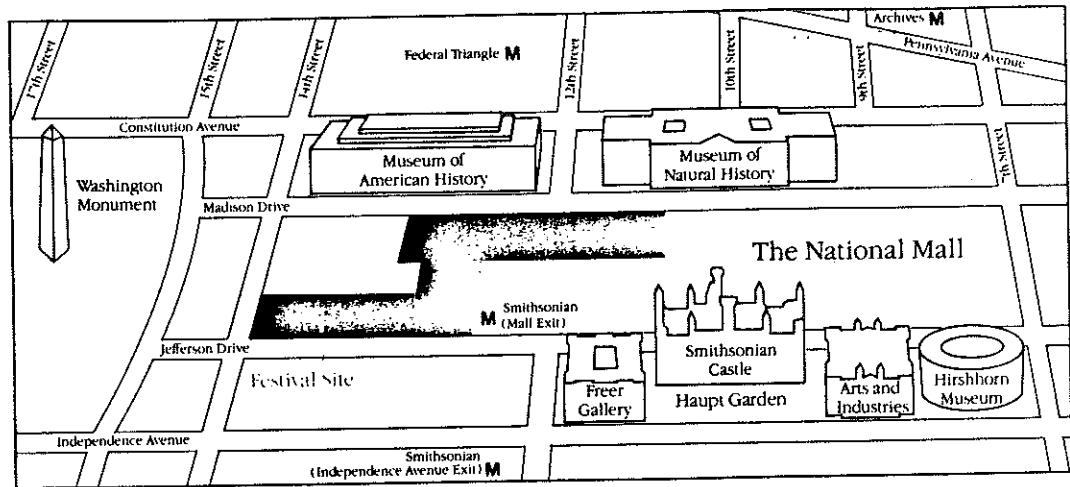 Archives M
Pennsylvania Avenue
Federal Triangle M
17th Street
15th Street
14th Street
12th Street
10th Street
9th Street
7th Street
Constitution Avenue
Museum of
American History
Museum of
Natural History
Washington
Monument
Madison Drive
The National Mall
M Smithsonian
(Mall Exit)
Jefferson Drive
Smithsonian
Castle
Festival Site
Freer
Gallery
Haupt Garden
Arts and
Industries
Hirshhorn
Museum
Independence Avenue
Smithsonian
(Independence Avenue Exit) M